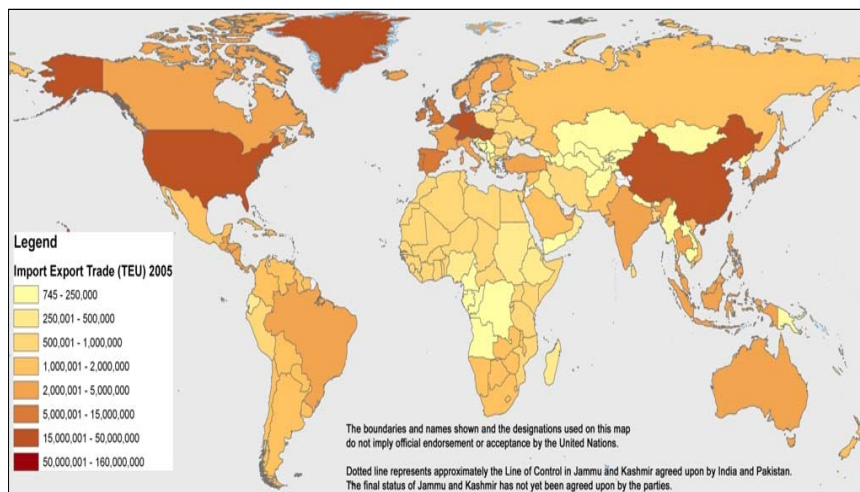 Legend
Import Export Trade (TEU) 2005
745 - 250,000
250,001 - 500,000
500,001 - 1,000,000
1,000,001 - 2,000,000
2,000,001 - 5,000,000
5,000,001 - 15,000,000
15,000,001 - 50,000,000
50,000,001 - 160,000,000
The boundaries and names shown and the designations used on this map
do not imply official endorsement or acceptance by the United Nations.
Dotted line represents approximately the Line of Control in Jammu and Kashmir agreed upon by India and Pakistan.
The final status of Jammu and Kashmir has not yet been agreed upon by the parties.